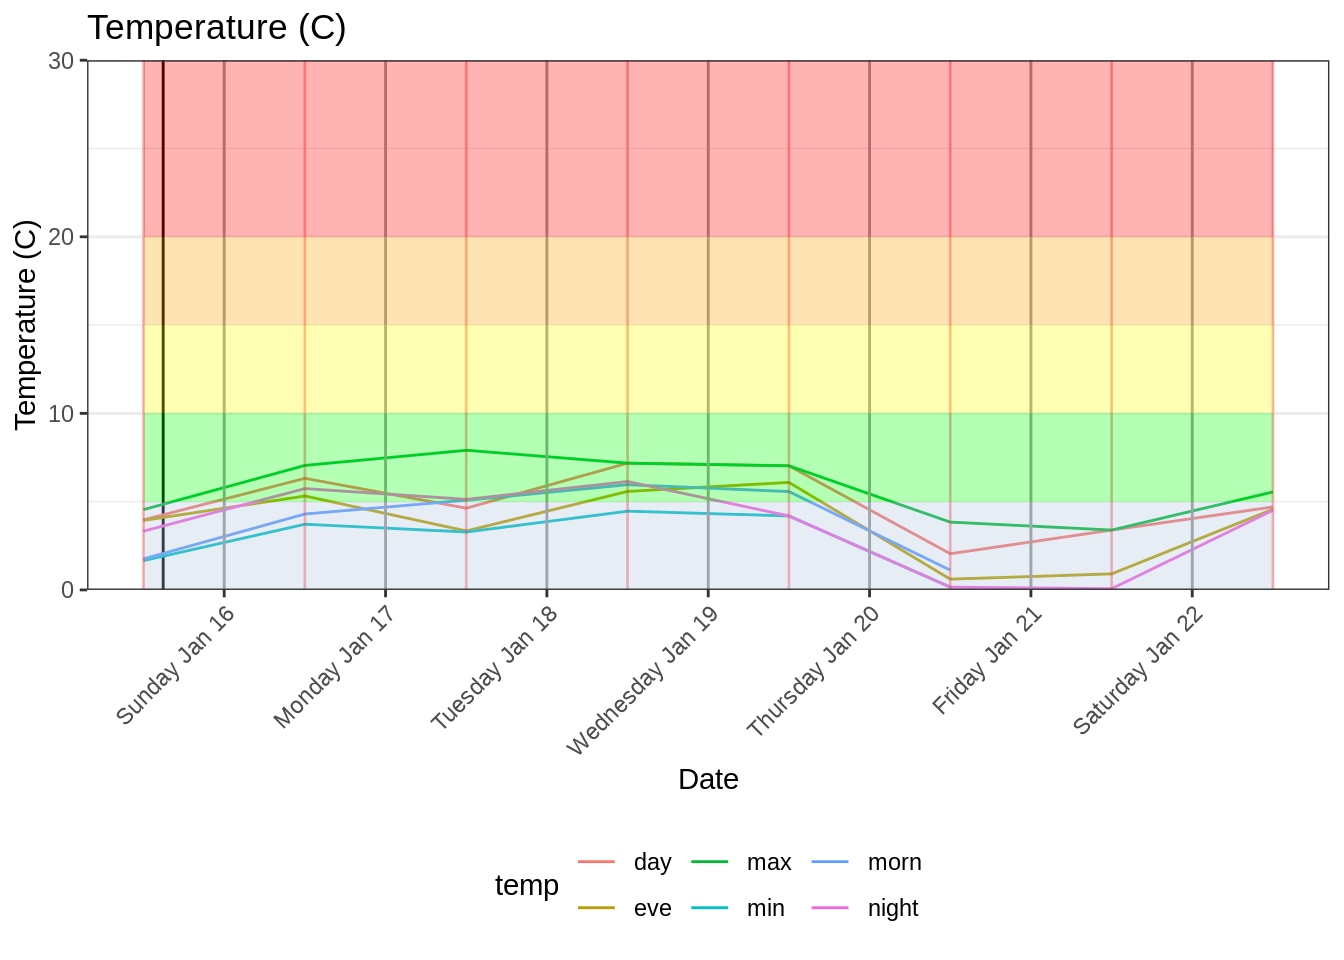 Temperature (C)
30
20
10
0
Temperature (C)
Sunday Jan 16
Monday Jan 17
Tuesday Jan 18
Wednesday Jan 19
Thursday Jan 20
Friday Jan 21
Saturday Jan 22
Date
temp
day
max
morn
eve
min
night